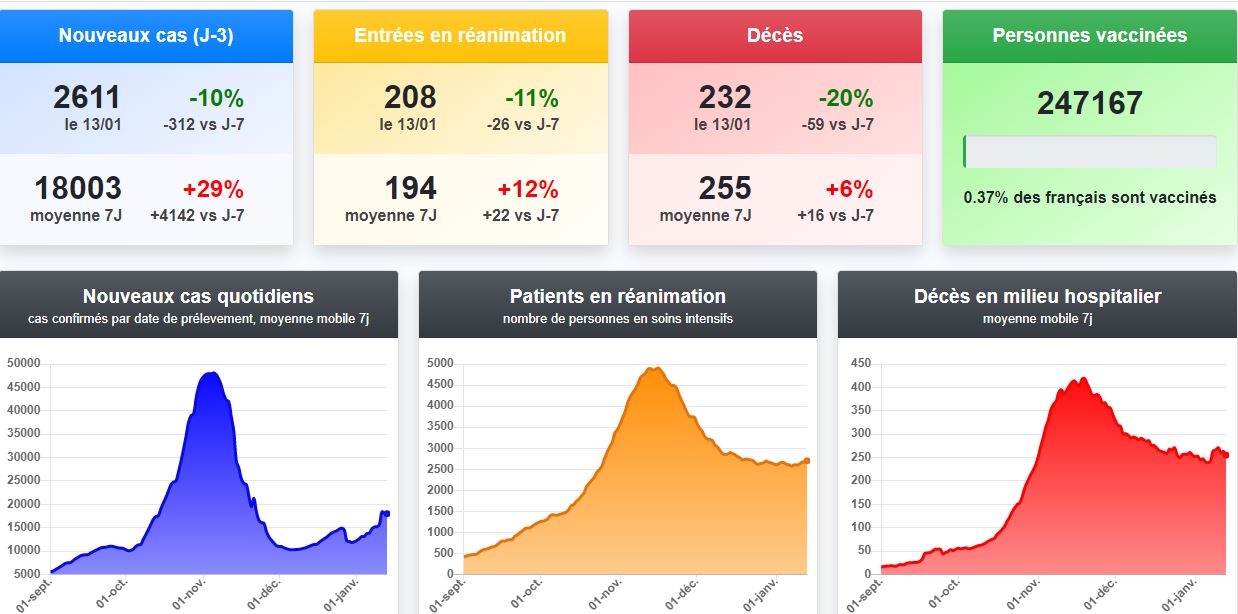 Nouveaux cas (J-3)
2611 -10%
le 13/01 -312 vs J-7
18003 +29%
moyenne 7J +4142 vs J-7
Entrées en réanimation
208 -11%
le 13/01 -26 vs J-7
194 +12%
moyenne 7J +22 vs J-7
Décès
232 -20%
le 13/01 -59 vs J-7
255 +6%
moyenne 7J +16 vs J-7
Personnes vaccinées
247167
0.37% des français sont vaccinés
Nouveaux cas quotidiens
cas confirmés par date de prélevement, moyenne mobile 7j
50000
45000
40000
35000
30000
25000
20000
15000
10000
5000
01-sept.
01-oct.
01-nov.
01-déc.
01-janv.
Patients en réanimation
nombre de personnes en soins intensifs
5000
4500
4000
3500
3000
2500
2000
1500
1000
500
0
01-sept.
01-oct.
01-nov.
01-déc.
01-janv.
Décès en milieu hospitalier
moyenne mobile 7j
450
400
350
300
250
200
150
100
50
0
01-sept.
01-oct.
01-nov.
01-déc.
01-janv.